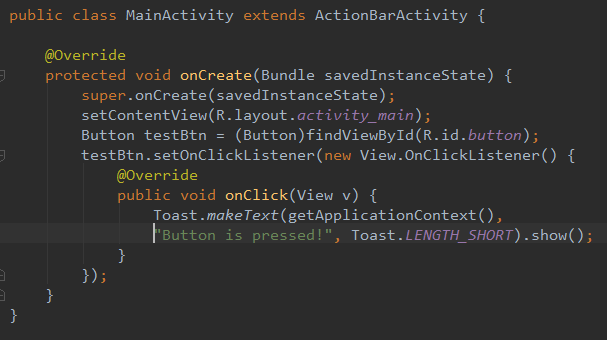 public class MainActivity extends ActionBarActivity {
@Override
protected void onCreate(Bundle savedInstanceState) {
super.onCreate(savedInstanceState);
setContentView(R.layout.activity_main);
Button testBtn = (Button)findViewById(R.id.button);
testBtn.setOnClickListener(new View.OnClickListener() {
@Override
public void onClick(View v) {
Toast.makeText(getApplicationContext(),
"Button is pressed!", Toast.LENGTH_SHORT).show();
}
});
}
}